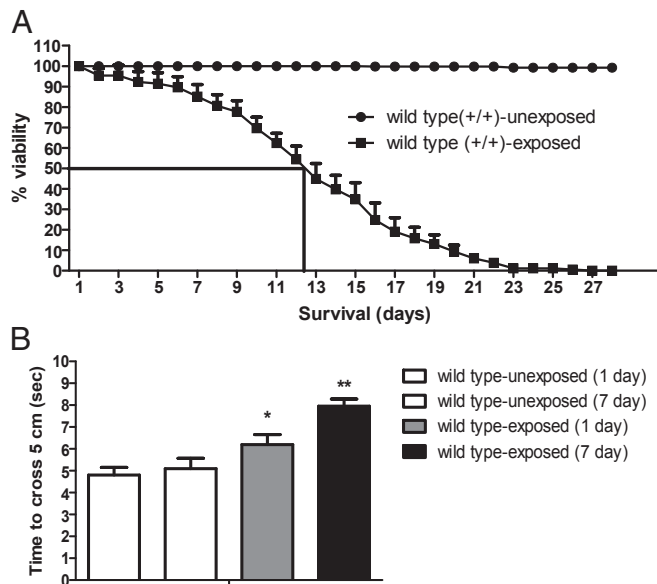 A
% viability
110
100
90
80
70
60
50
40
30
20
10
0
wild type(+/+)-unexposed
wild type (+/+)-exposed
1 3 5 7 9 11 13 15 17 19 21 23 25 27
Survival (days)
B
Time to cross 5 cm (sec)
10
9
8
7
6
5
4
3
2
1
0
*
**
wild type-unexposed (1 day)
wild type-unexposed (7 day)
wild type-exposed (1 day)
wild type-exposed (7 day)